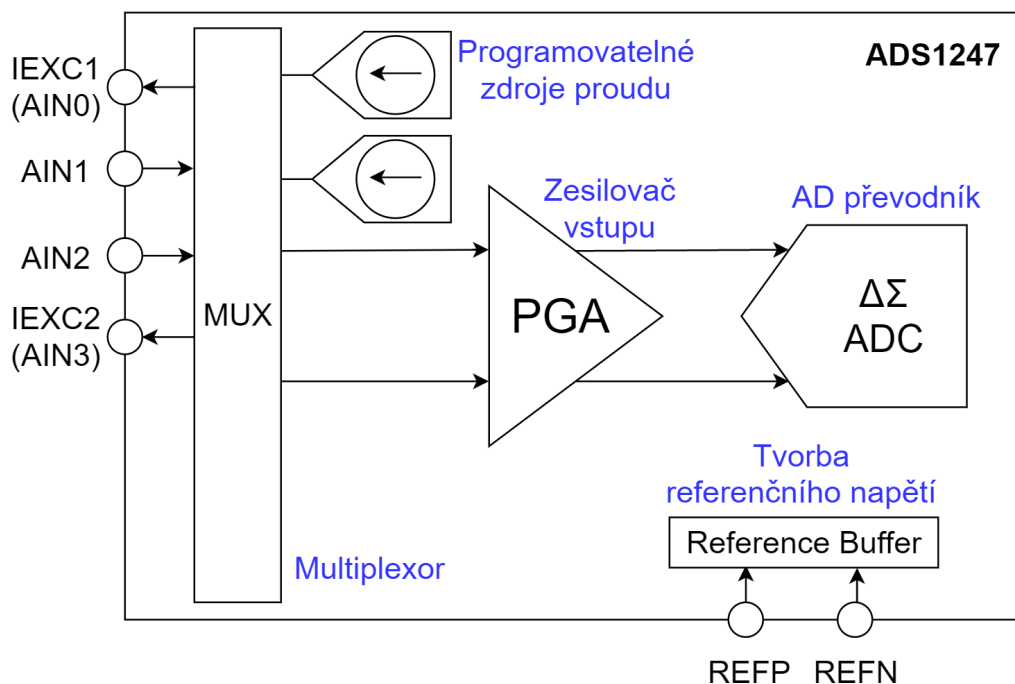 IEXC1
(AIN0)
AIN1
AIN2
IEXC2
(AIN3)
MUX
Multiplexor
Programovatelné
zdroje proudu
ADS1247
Zesilovač
vstupu
PGA
AD převodník
ΔΣ
ADC
Tvorba
referenčního napětí
Reference Buffer
REFP
REFN